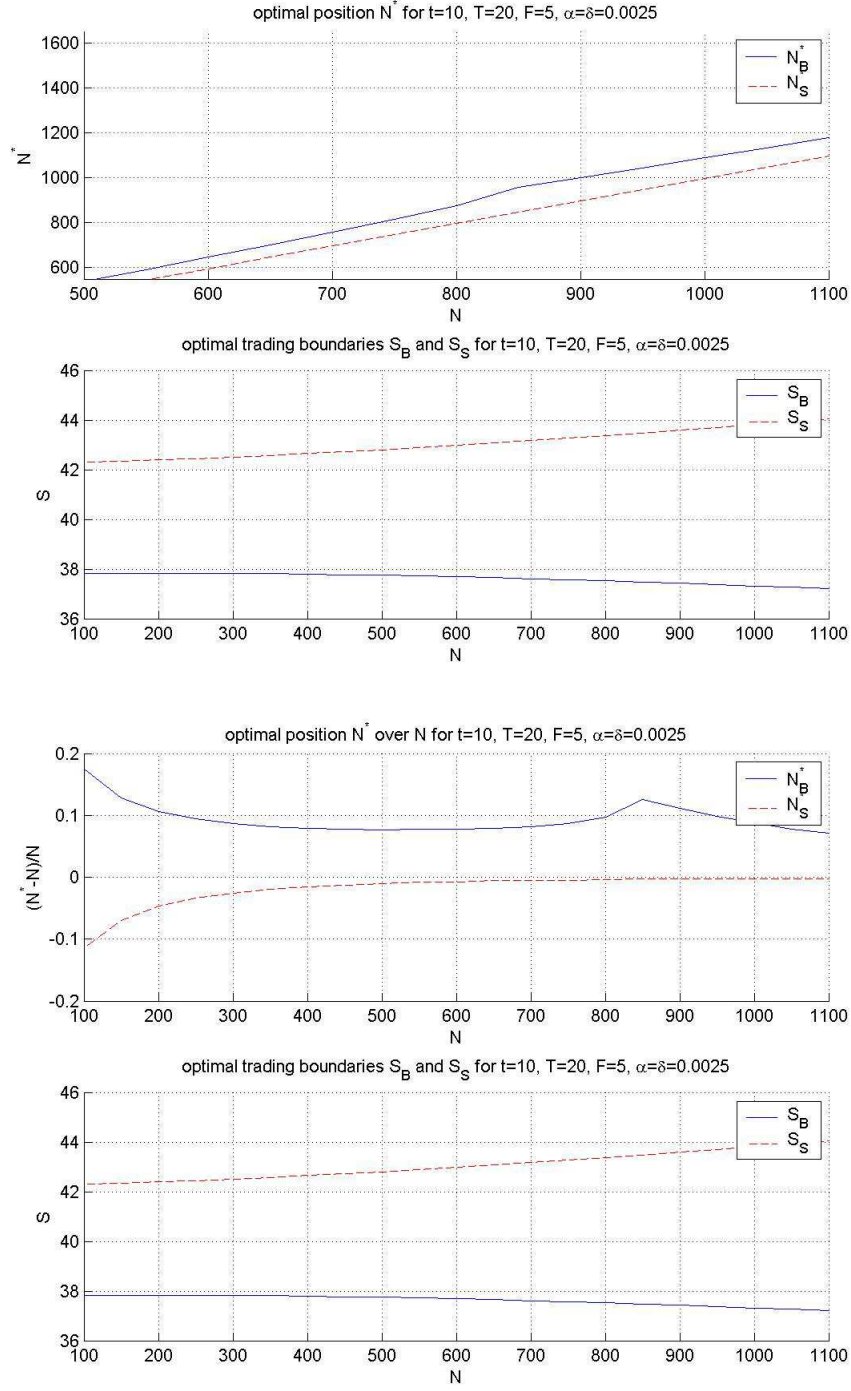 optimal position N* for t=10, T=20, F=5, α=δ=0.0025
1600
1400
1200
1000
800
600
N*
N*B
N*S
500 600 700 800 900 1000 1100
N
optimal trading boundaries SB and SS for t=10, T=20, F=5, α=δ=0.0025
46
44
42
40
38
36
S
SB
SS
100 200 300 400 500 600 700 800 900 1000 1100
N
optimal position N* over N for t=10, T=20, F=5, α=δ=0.0025
0.2
0.1
0
-0.1
-0.2
(N*-N)/N
N*B
N*S
100 200 300 400 500 600 700 800 900 1000 1100
N
optimal trading boundaries SB and SS for t=10, T=20, F=5, α=δ=0.0025
46
44
42
40
38
36
S
SB
SS
100 200 300 400 500 600 700 800 900 1000 1100
N